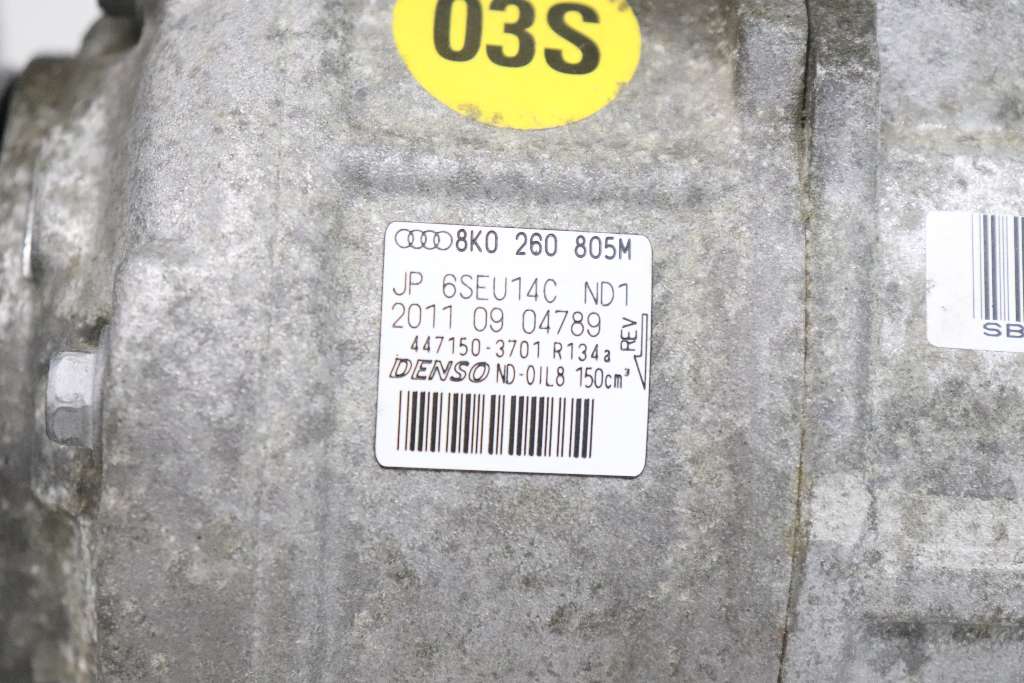 03S
8K0 260 805M
JP 6SEU14C ND1
2011 09 04789
REV
447150-3701 R134a
DENSO ND-OIL8 150cm³
SB